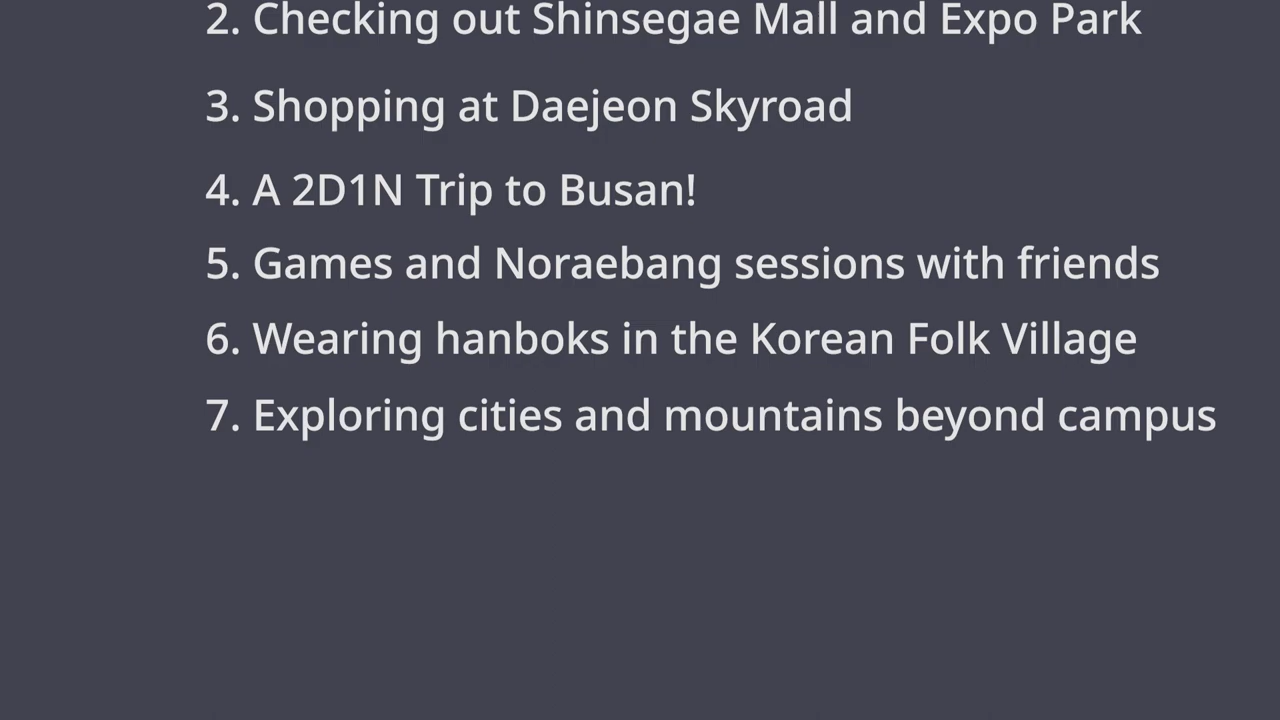 2. Checking out Shinsegae Mall and Expo Park
3. Shopping at Daejeon Skyroad
4. A 2D1N Trip to Busan!
5. Games and Noraebang sessions with friends
6. Wearing hanboks in the Korean Folk Village
7. Exploring cities and mountains beyond campus